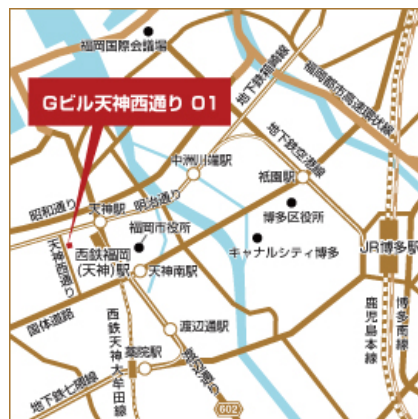 福岡国際会議場
地下鉄箱崎線
福岡都市高速環状線
Gビル天神西通り 01
地下鉄空港線
中洲川端駅
祇園駅
昭和通り
明治通り
天神駅
博多区役所
福岡市役所
キャナルシティ博多
JR博多駅
天神西通り
西鉄福岡
(天神)駅
天神南駅
国体道路
渡辺通駅
鹿児島本線
博多南線
西鉄天神大牟田線
薬院駅
渡辺通り
地下鉄七隈線
602